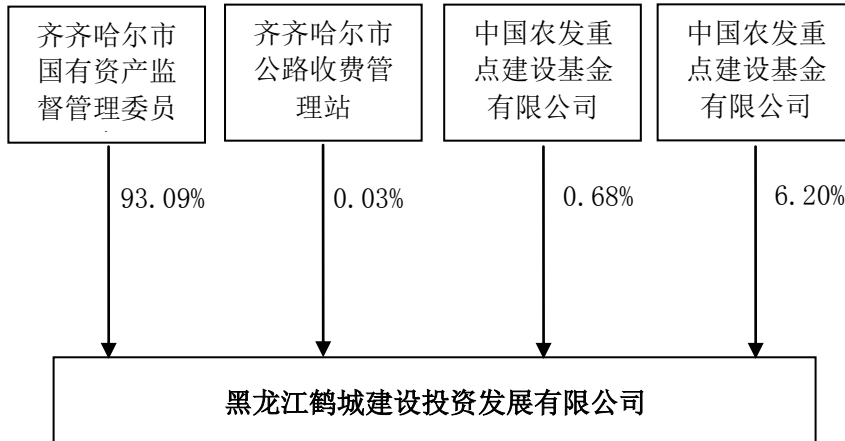 齐齐哈尔市
国有资产监
督管理委员
齐齐哈尔市
公路收费管
理站
中国农发重
点建设基金
有限公司
中国农发重
点建设基金
有限公司
93.09%
0.03%
0.68%
6.20%
黑龙江鹤城建设投资发展有限公司